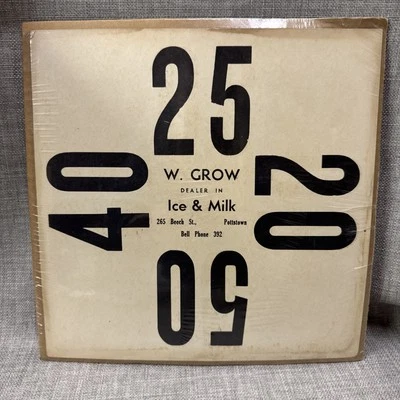 25
W. GROW
DEALER IN
Ice & Milk
265 Beech St., Pottstown
Bell Phone 392
40
20
50